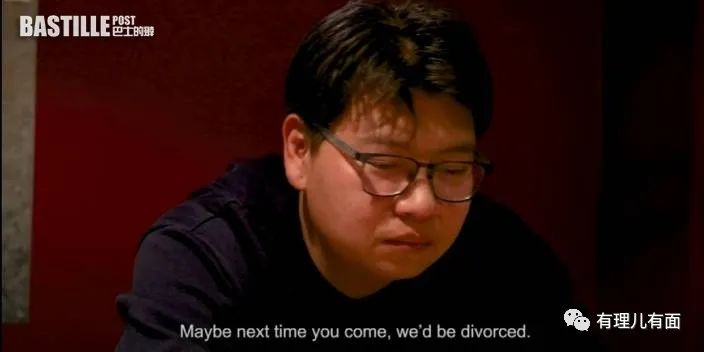 BASTILLE POST
巴士的報
Maybe next time you come, we'd be divorced.
有理儿有面